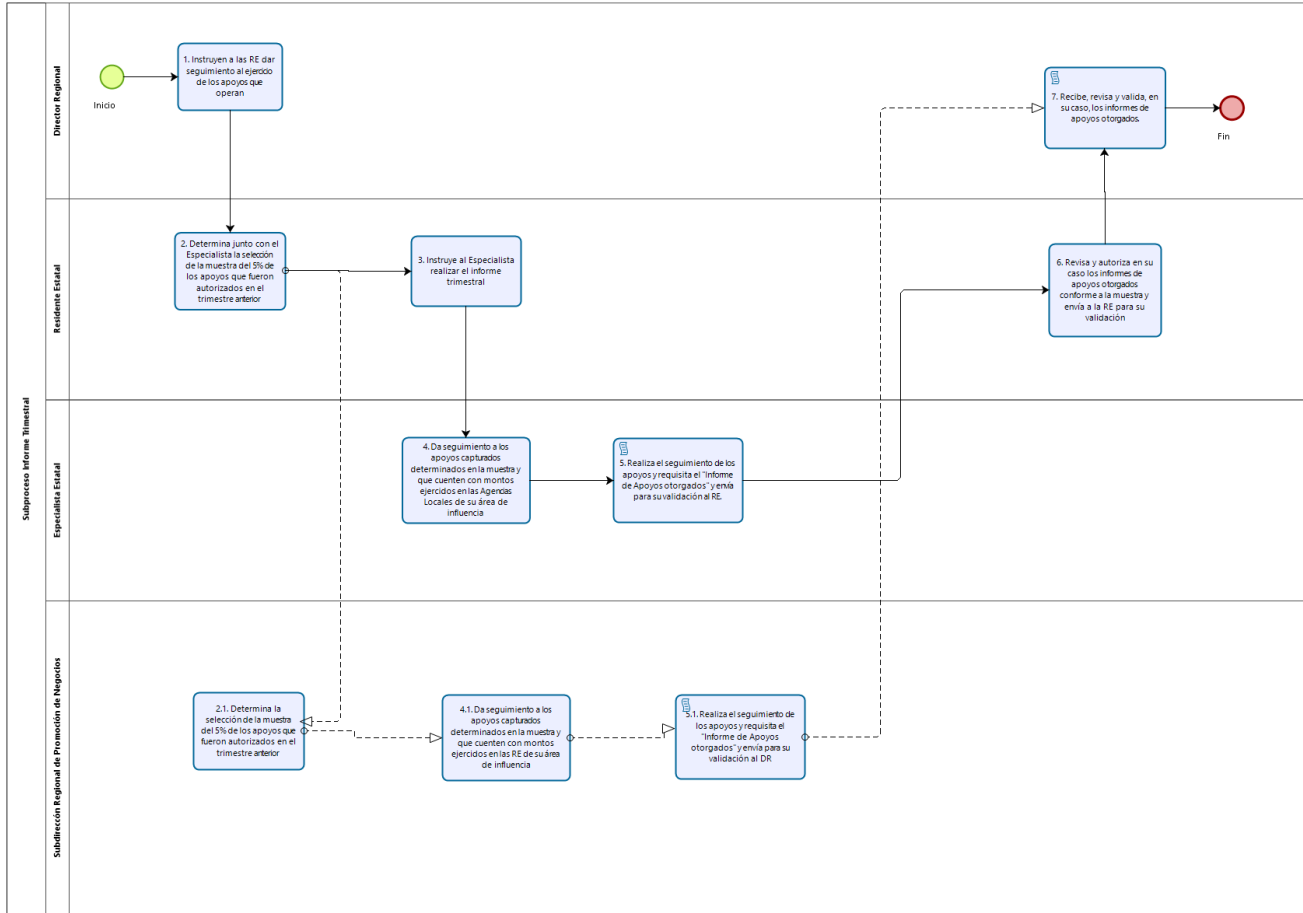 Subproceso Informe Trimestral
Director Regional
Inicio
1. Instruyen a las RE dar
seguimiento al ejercicio
de los apoyos que
operan
7. Recibe, revisa y valida, en
su caso, los informes de
apoyos otorgados.
Fin
Residente Estatal
2. Determina junto con el
Especialista la selección
de la muestra del 5% de
los apoyos que fueron
autorizados en el
trimestre anterior
3. Instruye al Especialista
realizar el informe
trimestral
6. Revisa y autoriza en su
caso los informes de
apoyos otorgados
conforme a la muestra y
envía a la RE para su
validación
Especialista Estatal
4. Da seguimiento a los
apoyos capturados
determinados en la muestra y
que cuenten con montos
ejercidos en las Agendas
Locales de su área de
influencia
5. Realiza el seguimiento de los
apoyos y requisita el "Informe
de Apoyos otorgados" y envía
para su validación al RE.
Subdireccón Regional de Promoción de Negocios
2.1. Determina la
selección de la muestra
del 5% de los apoyos que
fueron autorizados en el
trimestre anterior
4.1. Da seguimiento a los
apoyos capturados
determinados en la muestra y
que cuenten con montos
ejercidos en las RE de su área
de influencia
5.1. Realiza el seguimiento de
los apoyos y requisita el
"Informe de Apoyos
otorgados" y envía para su
validación al DR